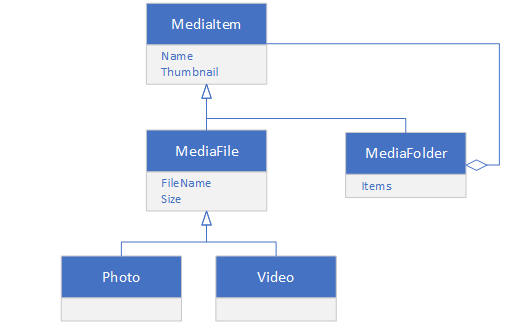 MediaItem
Name
Thumbnail
MediaFile
FileName
Size
MediaFolder
Items
Photo
Video